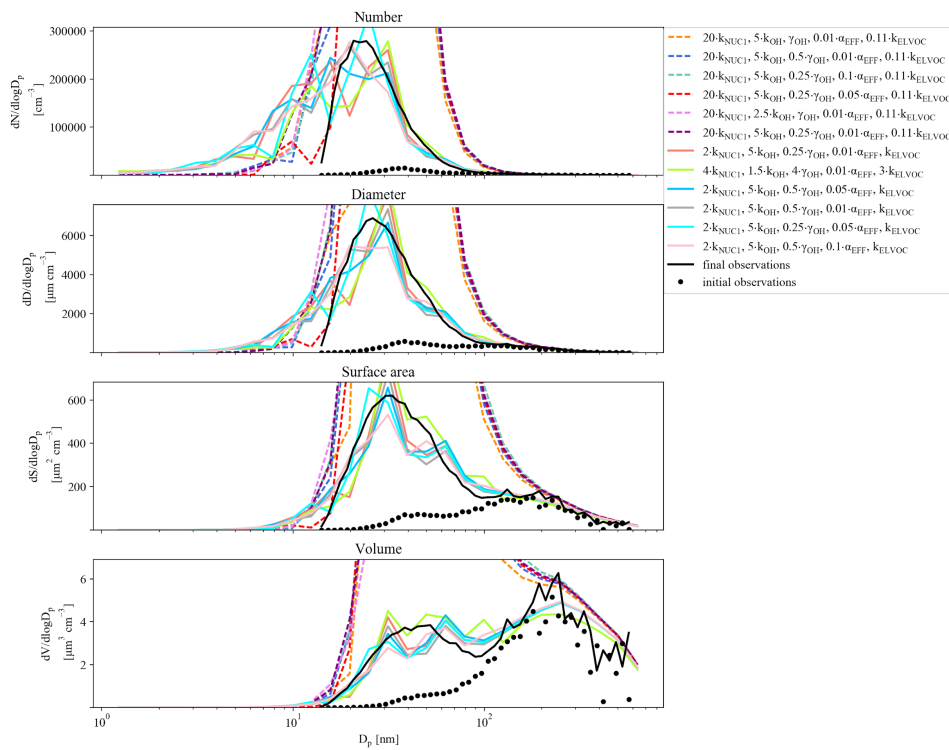 Number
300000
200000
100000
dN/dlogDp
[cm−3]
Diameter
6000
4000
2000
dD/dlogDp
[μm cm−3]
Surface area
600
400
200
dS/dlogDp
[μm2 cm−3]
Volume
6
4
2
dV/dlogDp
[μm3 cm−3]
100
101
102
Dp [nm]
20·kNUC1, 5·kOH, γOH, 0.01·αEFF, 0.11·kELVOC
20·kNUC1, 5·kOH, 0.5·γOH, 0.01·αEFF, 0.11·kELVOC
20·kNUC1, 5·kOH, 0.25·γOH, 0.1·αEFF, 0.11·kELVOC
20·kNUC1, 5·kOH, 0.25·γOH, 0.05·αEFF, 0.11·kELVOC
20·kNUC1, 2.5·kOH, γOH, 0.01·αEFF, 0.11·kELVOC
20·kNUC1, 5·kOH, 0.25·γOH, 0.01·αEFF, 0.11·kELVOC
2·kNUC1, 5·kOH, 0.25·γOH, 0.01·αEFF, kELVOC
4·kNUC1, 1.5·kOH, 4·γOH, 0.01·αEFF, 3·kELVOC
2·kNUC1, 5·kOH, 0.5·γOH, 0.05·αEFF, kELVOC
2·kNUC1, 5·kOH, 0.5·γOH, 0.01·αEFF, kELVOC
2·kNUC1, 5·kOH, 0.25·γOH, 0.05·αEFF, kELVOC
2·kNUC1, 5·kOH, 0.5·γOH, 0.1·αEFF, kELVOC
final observations
initial observations